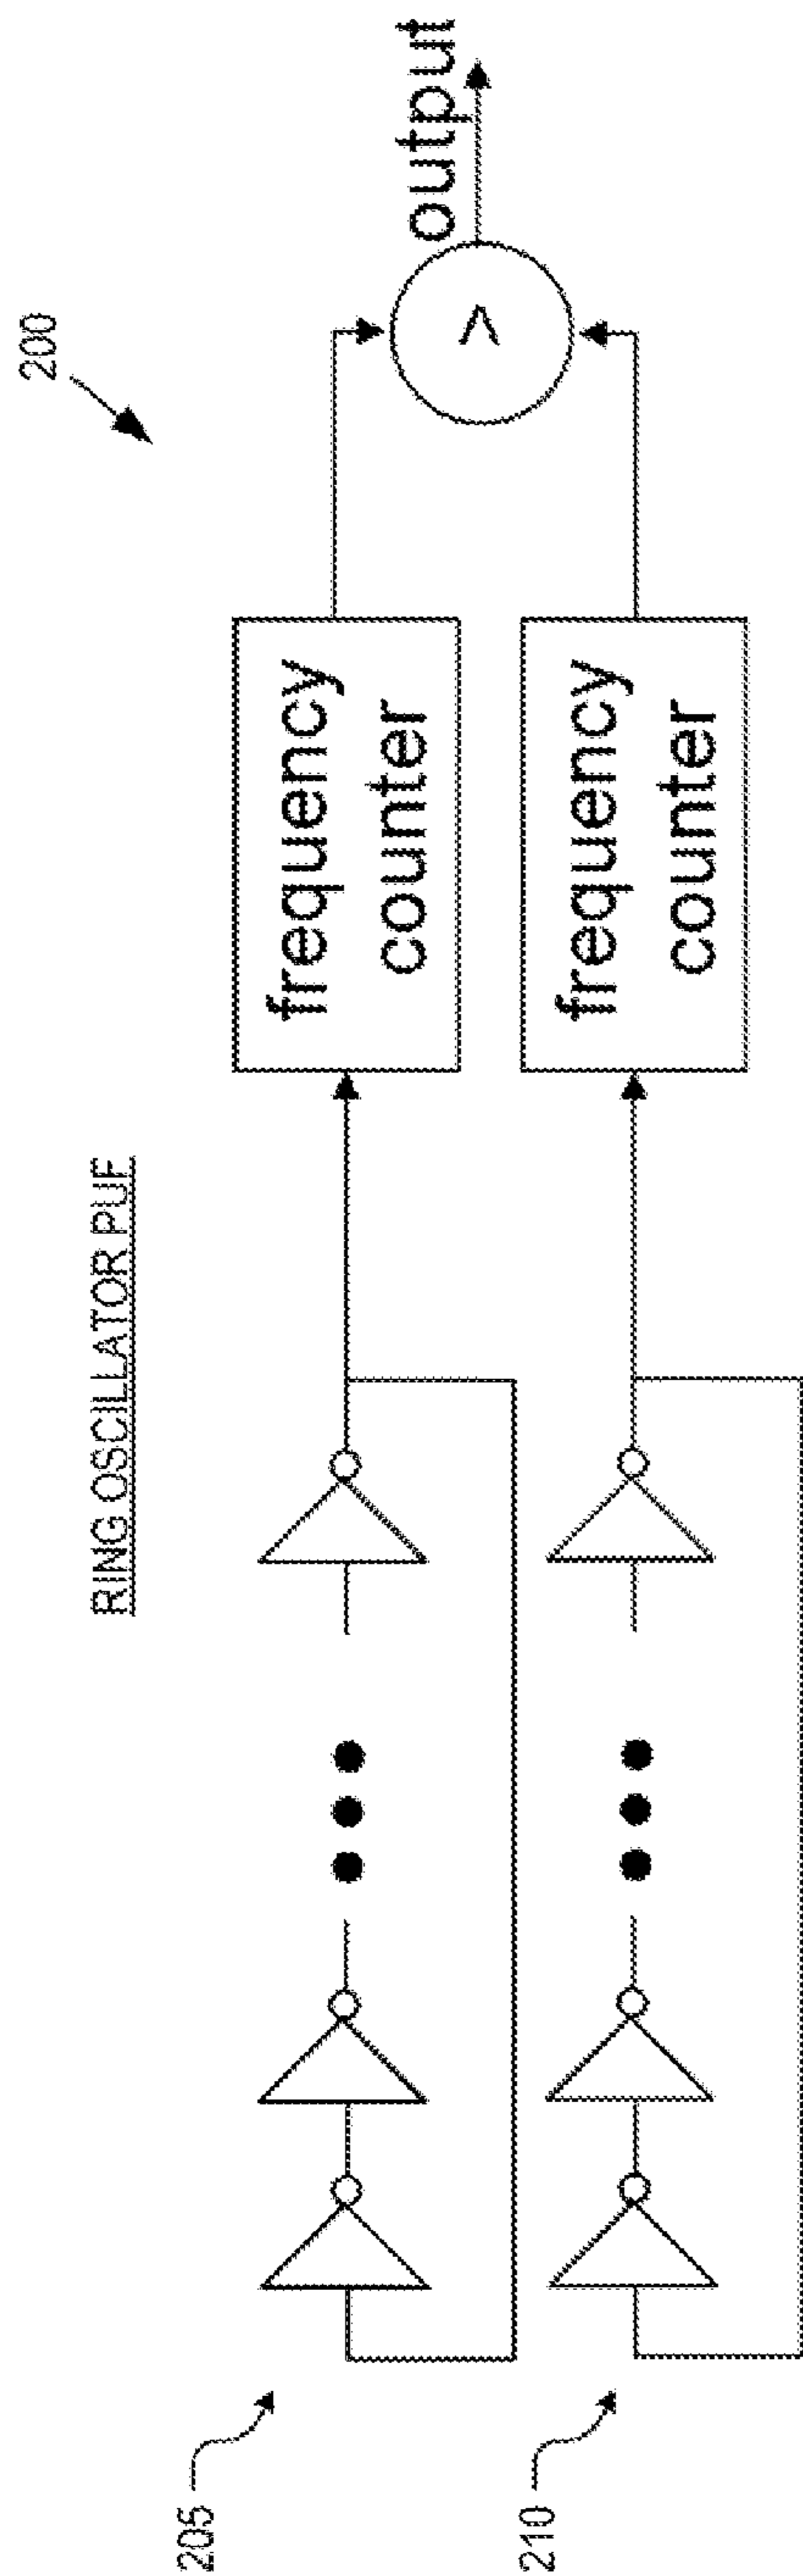 200
RING OSCILLATOR PUF
205
frequency
counter
output
>
210
frequency
counter